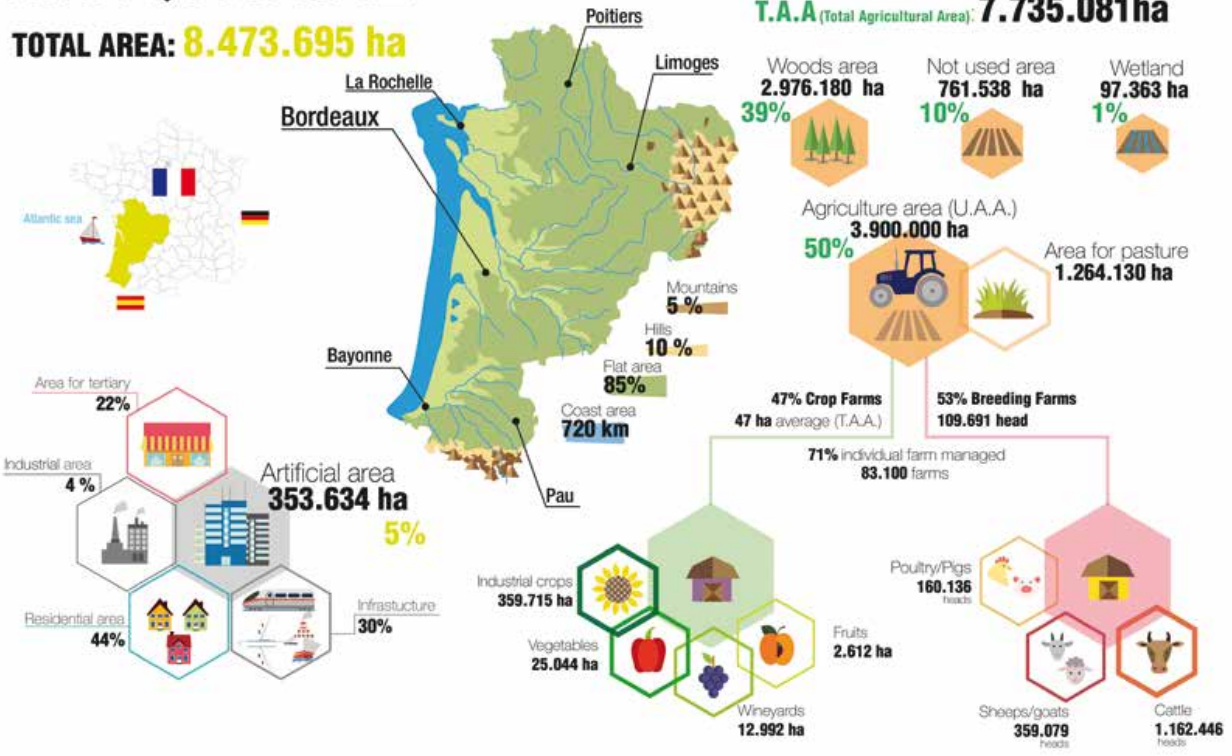 TOTAL AREA: 8.473.695 ha
T.A.A (Total Agricultural Area): 7.735.081ha
Poitiers
Limoges
La Rochelle
Bordeaux
Bayonne
Pau
Atlantic sea
Woods area
2.976.180 ha
39%
Not used area
761.538 ha
10%
Wetland
97.363 ha
1%
Agriculture area (U.A.A.)
3.900.000 ha
50%
Area for pasture
1.264.130 ha
Mountains
5 %
Hills
10 %
Flat area
85%
Coast area
720 km
47% Crop Farms
47 ha average (T.A.A.)
53% Breeding Farms
109.691 head
71% individual farm managed
83.100 farms
Area for tertiary
22%
Industrial area
4 %
Artificial area
353.634 ha
5%
Residential area
44%
Infrastucture
30%
Industrial crops
359.715 ha
Vegetables
25.044 ha
Wineyards
12.992 ha
Fruits
2.612 ha
Poultry/Pigs
160.136
heads
Sheeps/goats
359.079
heads
Cattle
1.162.446
heads